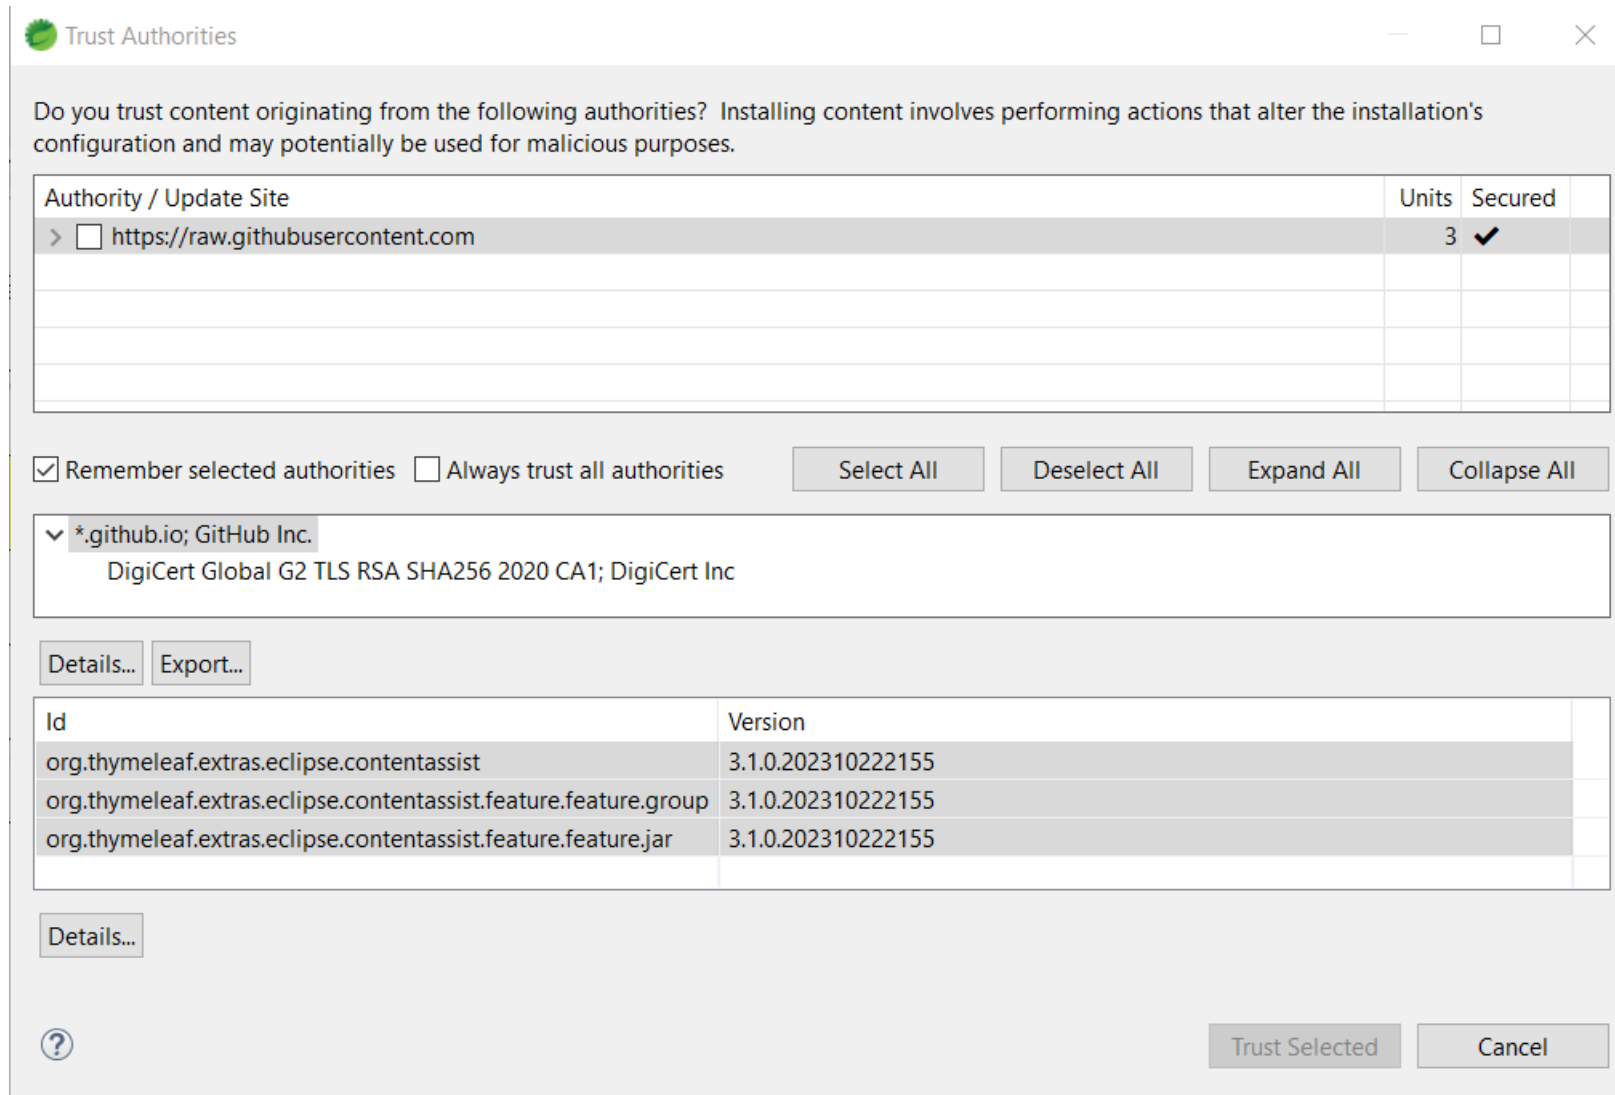 Trust Authorities
Do you trust content originating from the following authorities?  Installing content involves performing actions that alter the installation's
configuration and may potentially be used for malicious purposes.
Authority / Update Site Units Secured
https://raw.githubusercontent.com 3
Remember selected authorities Always trust all authorities Select All Deselect All Expand All Collapse All
*.github.io; GitHub Inc.
DigiCert Global G2 TLS RSA SHA256 2020 CA1; DigiCert Inc
Details... Export...
Id Version
org.thymeleaf.extras.eclipse.contentassist 3.1.0.202310222155
org.thymeleaf.extras.eclipse.contentassist.feature.feature.group 3.1.0.202310222155
org.thymeleaf.extras.eclipse.contentassist.feature.feature.jar 3.1.0.202310222155
Details...
? Trust Selected Cancel